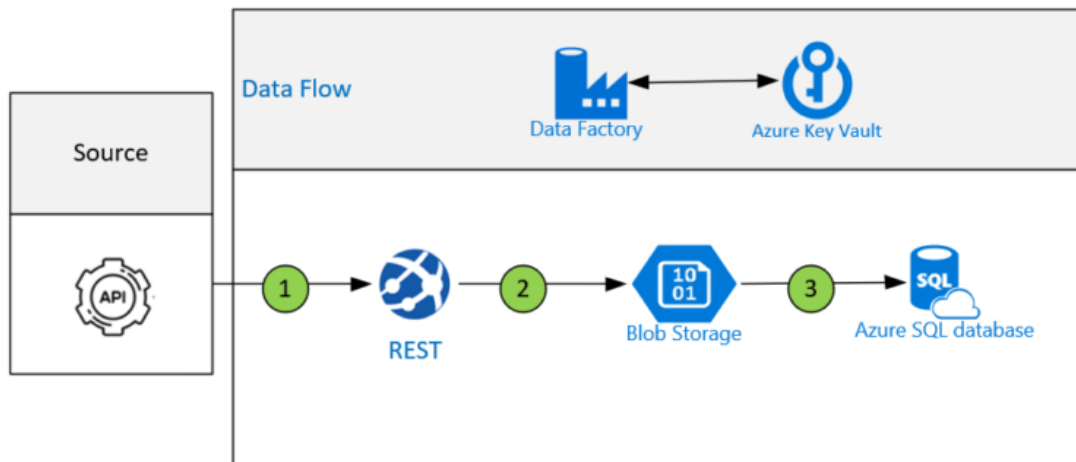 Data Flow
Data Factory
Azure Key Vault
Source
API
1
REST
2
10
01
Blob Storage
3
SQL
Azure SQL database